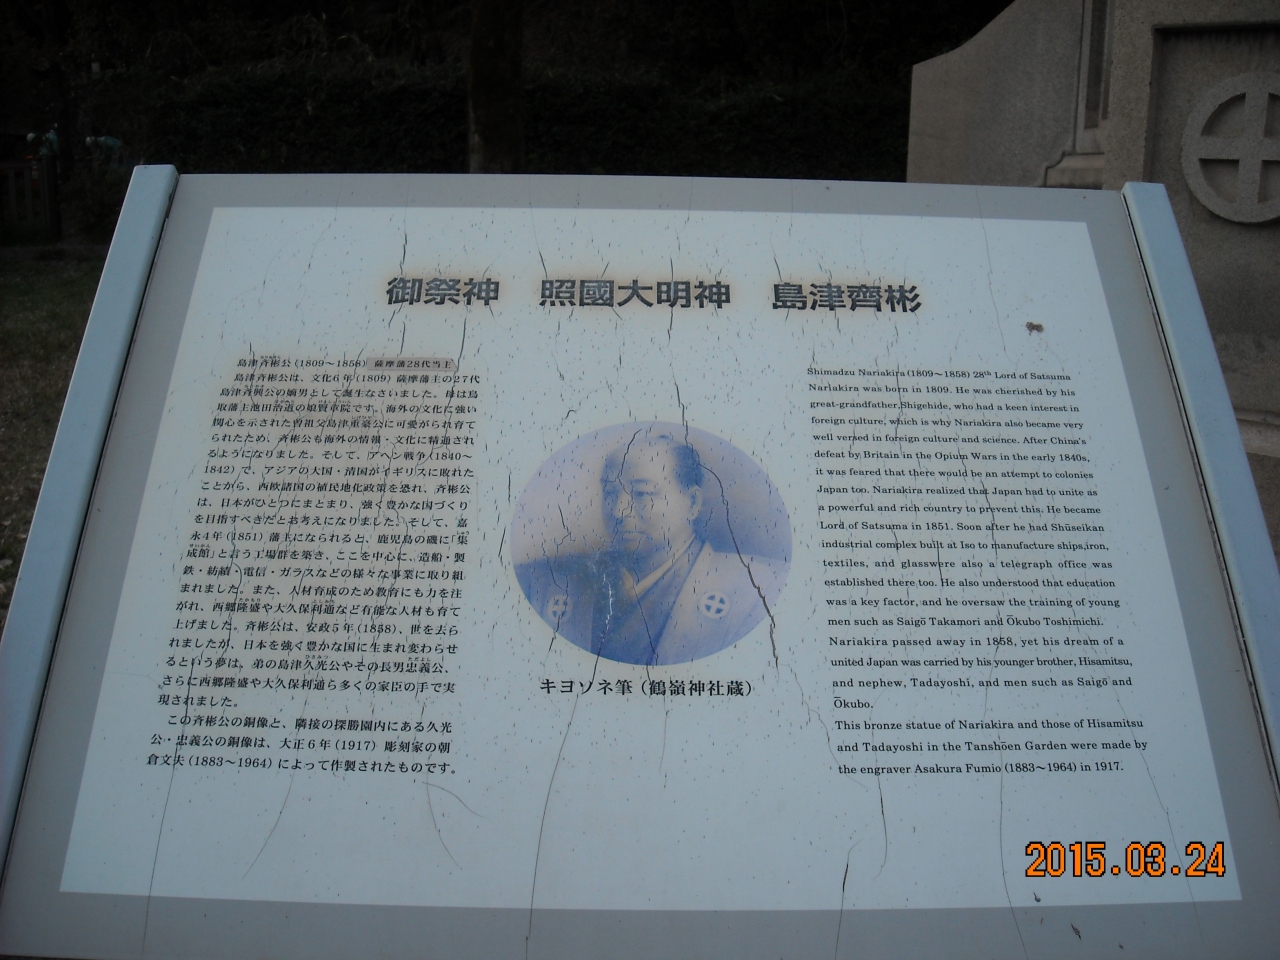 御祭神 照國大明神 島津齊彬
島津斉彬公(1809〜1858) 薩摩藩28代当主
島津斉彬公は、文化6年(1809)薩摩藩主の27代
島津斉興公の嫡男として誕生なさいました。母は鳥
取藩主池田治道の娘賢章院です。海外の文化に強い
関心を示された曽祖父島津重豪公に可愛がられ育て
られたため、斉彬公も海外の情報・文化に精通され
るようになりました。そして、アヘン戦争(1840〜
1842)で、アジアの大国・清国がイギリスに敗れた
ことから、西欧諸国の植民地化政策を恐れ、斉彬公
は、日本がひとつにまとまり、強く豊かな国づくり
を目指すべきだとお考えになりました。そして、嘉
永4年(1851)藩主になられると、鹿児島の磯に「集
成館」と言う工場群を築き、ここを中心に、造船・製
鉄・紡績・電信・ガラスなどの様々な事業に取り組
まれました。また、人材育成のため教育にも力を注
がれ、西郷隆盛や大久保利通など有能な人材も育て
上げました。斉彬公は、安政5年(1858)、世を去ら
れましたが、日本を強く豊かな国に生まれ変わらせ
るという夢は、弟の島津久光公やその長男忠義公、
さらに西郷隆盛や大久保利通ら多くの家臣の手で実
現されました。
この斉彬公の銅像と、隣接の探勝園内にある久光
公・忠義公の銅像は、大正6年(1917)彫刻家の朝
倉文夫(1883〜1964)によって作製されたものです。
キヨソネ筆(鶴嶺神社蔵)
Shimadzu Nariakira (1809〜1858) 28th Lord of Satsuma
Nariakira was born in 1809. He was cherished by his
great-grandfather,Shigehide, who had a keen interest in
foreign culture, which is why Nariakira also became very
well versed in foreign culture and science. After China's
defeat by Britain in the Opium Wars in the early 1840s,
it was feared that there would be an attempt to colonies
Japan too. Nariakira realized that Japan had to unite as
a powerful and rich country to prevent this. He became
Lord of Satsuma in 1851. Soon after he had Shūseikan
industrial complex built at Iso to manufacture ships,iron,
textiles, and glasswere also a telegraph office was
established there too. He also understood that education
was a key factor, and he oversaw the training of young
men such as Saigō Takamori and Ōkubo Toshimichi.
Nariakira passed away in 1858, yet his dream of a
united Japan was carried by his younger brother, Hisamitsu,
and nephew, Tadayoshi, and men such as Saigō and
Ōkubo.
This bronze statue of Nariakira and those of Hisamitsu
and Tadayoshi in the Tanshōen Garden were made by
the engraver Asakura Fumio (1883〜1964) in 1917.
2015.03.24